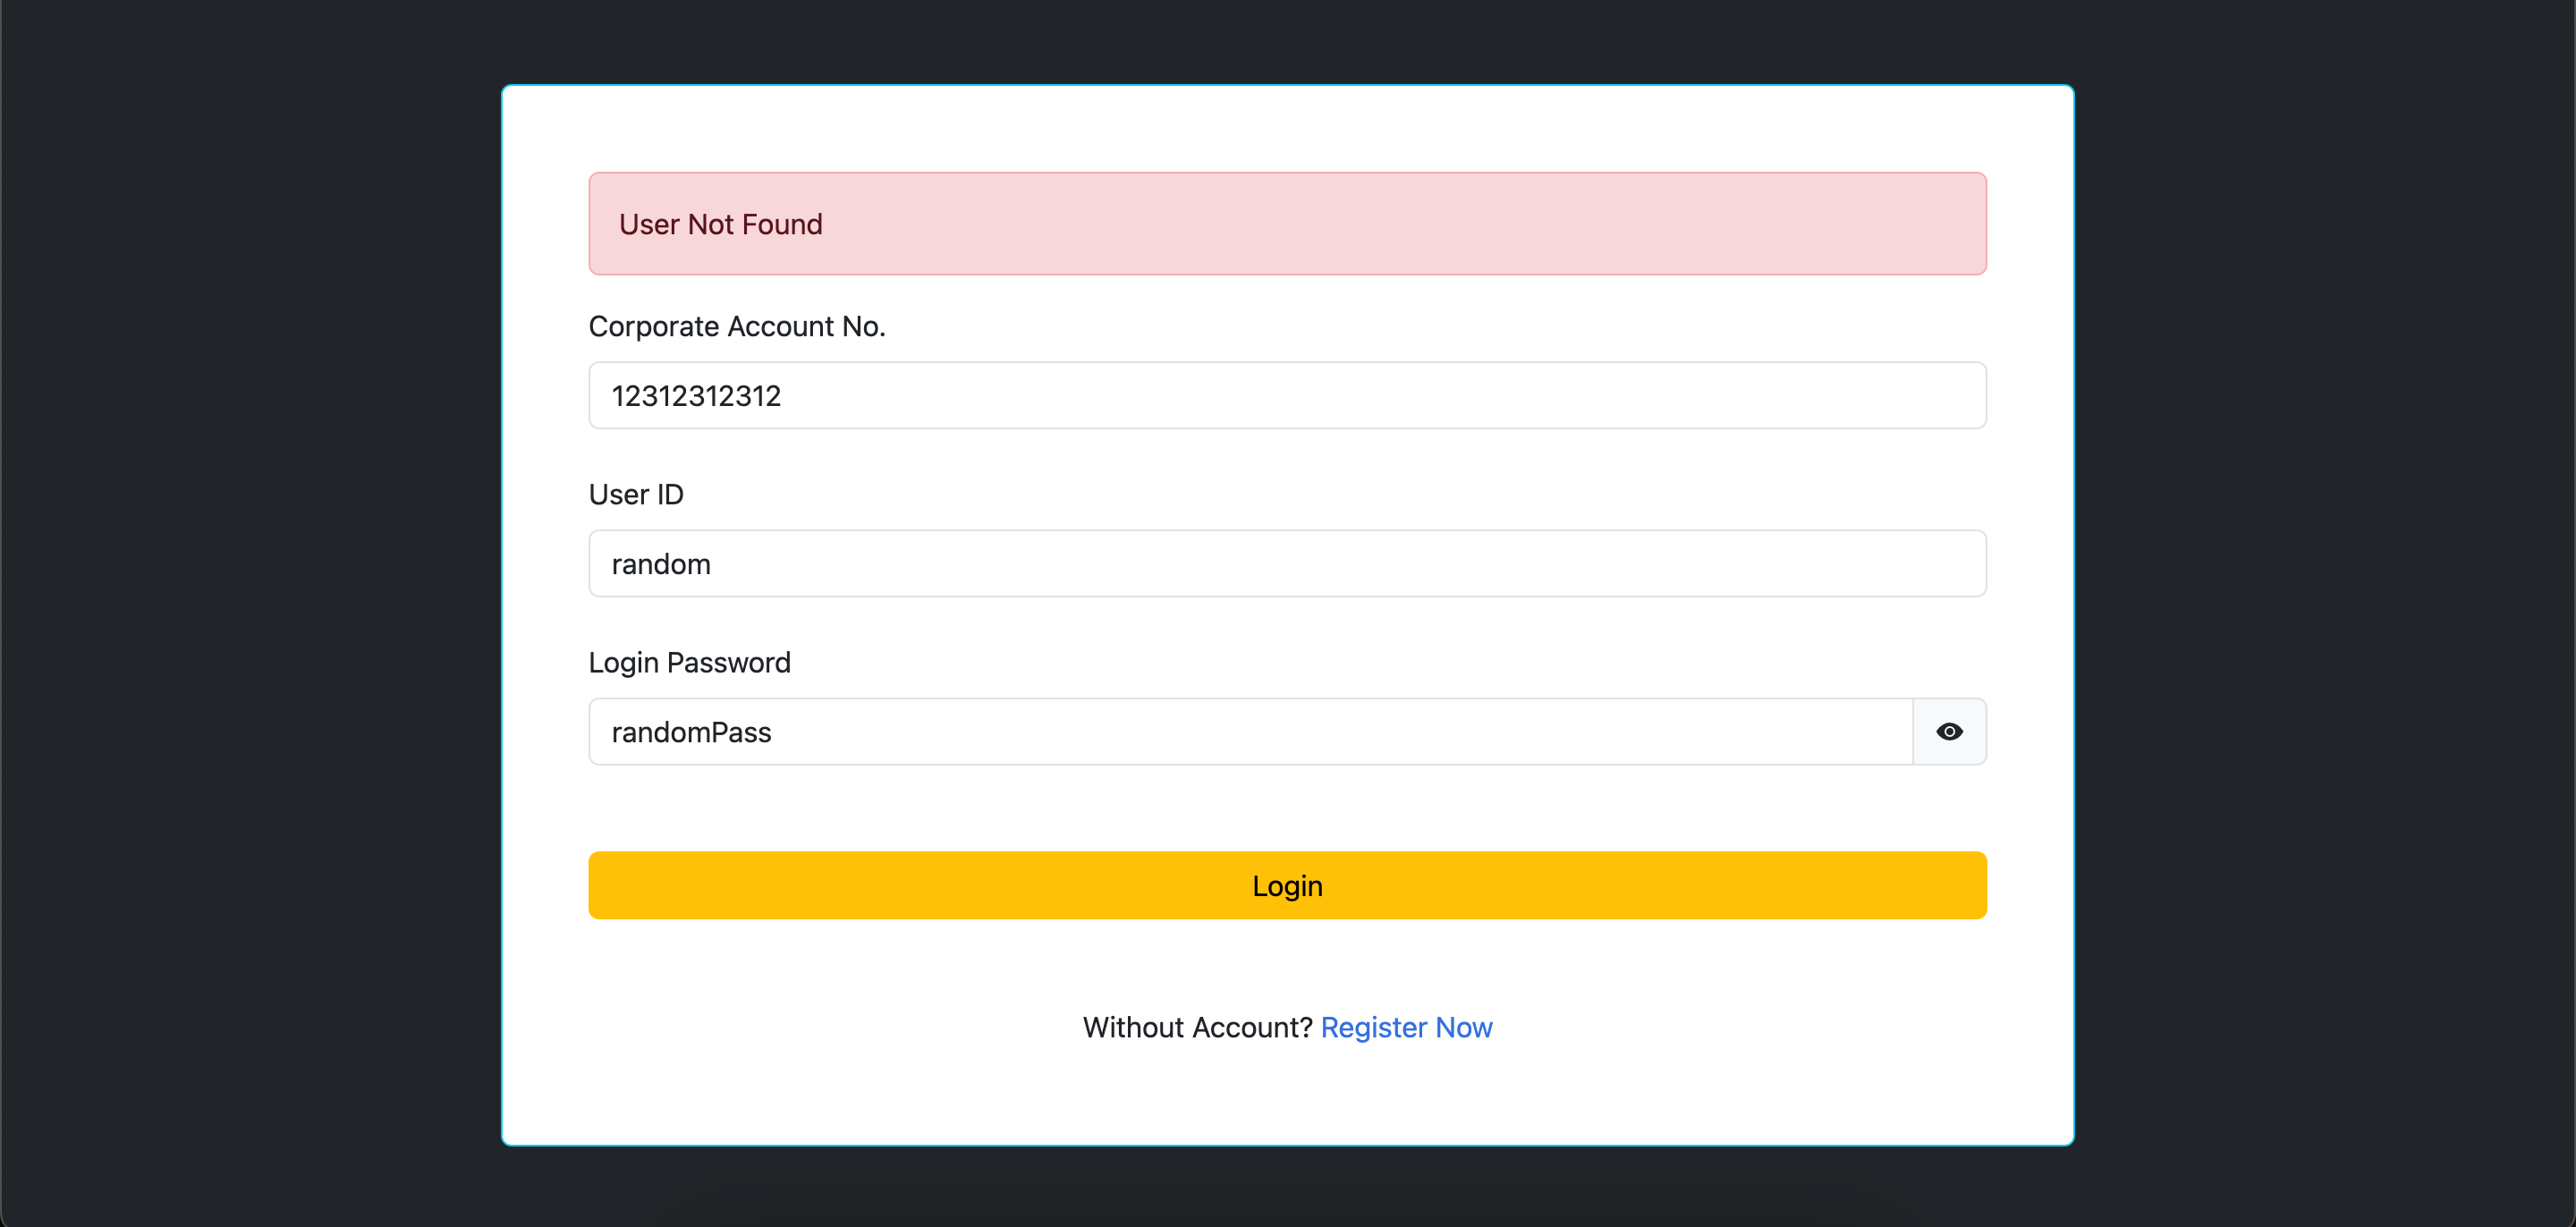 User Not Found
Corporate Account No.
12312312312
User ID
random
Login Password
randomPass
Login
Without Account? Register Now